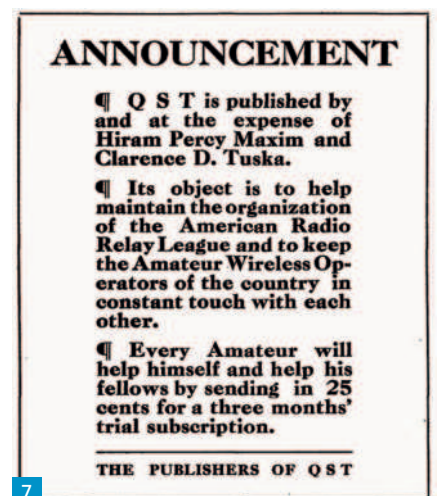 ANNOUNCEMENT
¶ Q S T is published by
and at the expense of
Hiram Percy Maxim and
Clarence D. Tuska.
¶ Its object is to help
maintain the organization
of the American Radio
Relay League and to keep
the Amateur Wireless Op-
erators of the country in
constant touch with each
other.
¶ Every Amateur will
help himself and help his
fellows by sending in 25
cents for a three months'
trial subscription.
THE PUBLISHERS OF QST
7